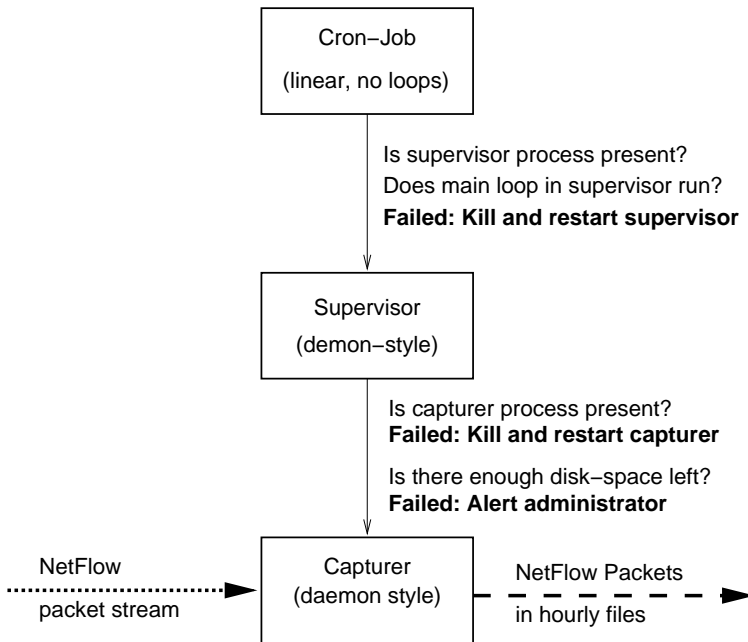 Cron−Job
(linear, no loops)
Is supervisor process present?
Does main loop in supervisor run?
Failed: Kill and restart supervisor
Supervisor
(demon−style)
Is capturer process present?
Failed: Kill and restart capturer
Is there enough disk−space left?
Failed: Alert administrator
NetFlow
packet stream
Capturer
(daemon style)
NetFlow Packets
in hourly files